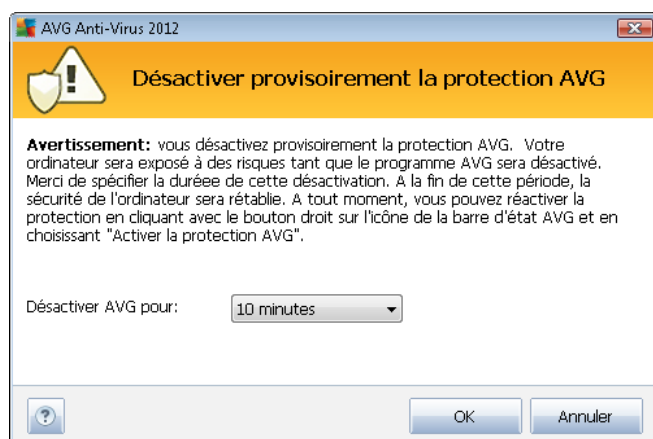 AVG Anti-Virus 2012
Désactiver provisoirement la protection AVG
Avertissement: vous désactivez provisoirement la protection AVG. Votre
ordinateur sera exposé à des risques tant que le programme AVG sera désactivé.
Merci de spécifier la duréee de cette désactivation. A la fin de cette période, la
sécurité de l'ordinateur sera rétablie. A tout moment, vous pouvez réactiver la
protection en cliquant avec le bouton droit sur l'icône de la barre d'état AVG et en
choisissant "Activer la protection AVG".
Désactiver AVG pour:
10 minutes
?
OK
Annuler